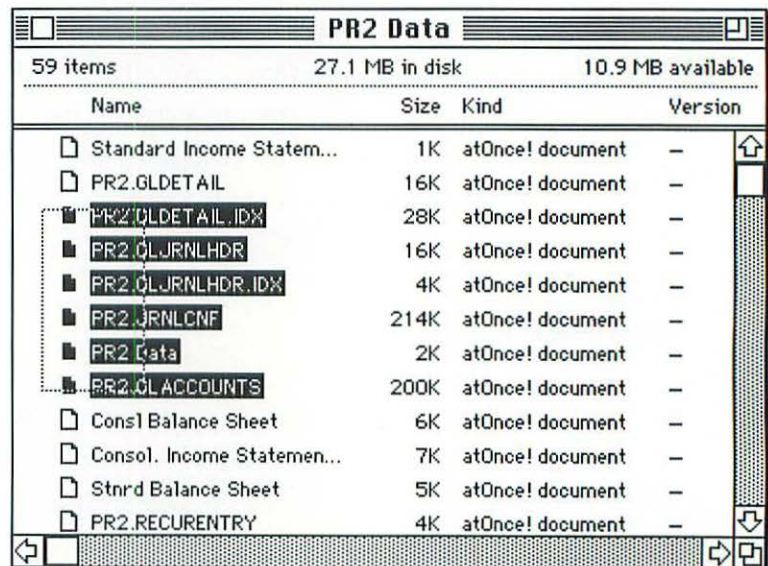 PR2 Data
59 items 27.1 MB in disk 10.9 MB available
Name Size Kind Version
Standard Income Statem... 1K atOnce! document –
PR2.GLDETAIL 16K atOnce! document –
PR2.GLDETAIL.IDX 28K atOnce! document –
PR2.GLJRNLHDR 16K atOnce! document –
PR2.GLJRNLHDR.IDX 4K atOnce! document –
PR2.JRNLCNF 214K atOnce! document –
PR2 Data 2K atOnce! document –
PR2.GLACCOUNTS 200K atOnce! document –
Consl Balance Sheet 6K atOnce! document –
Consol. Income Statemen... 7K atOnce! document –
Stnrd Balance Sheet 5K atOnce! document –
PR2.RECURENTRY 4K atOnce! document –